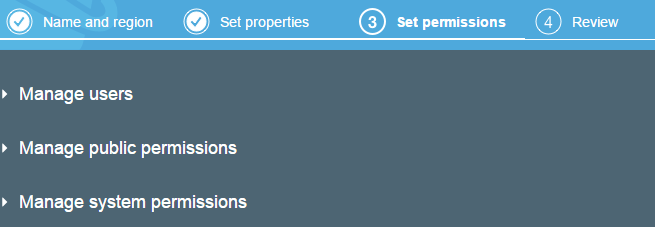 Name and region
Set properties
3 Set permissions
4 Review
Manage users
Manage public permissions
Manage system permissions